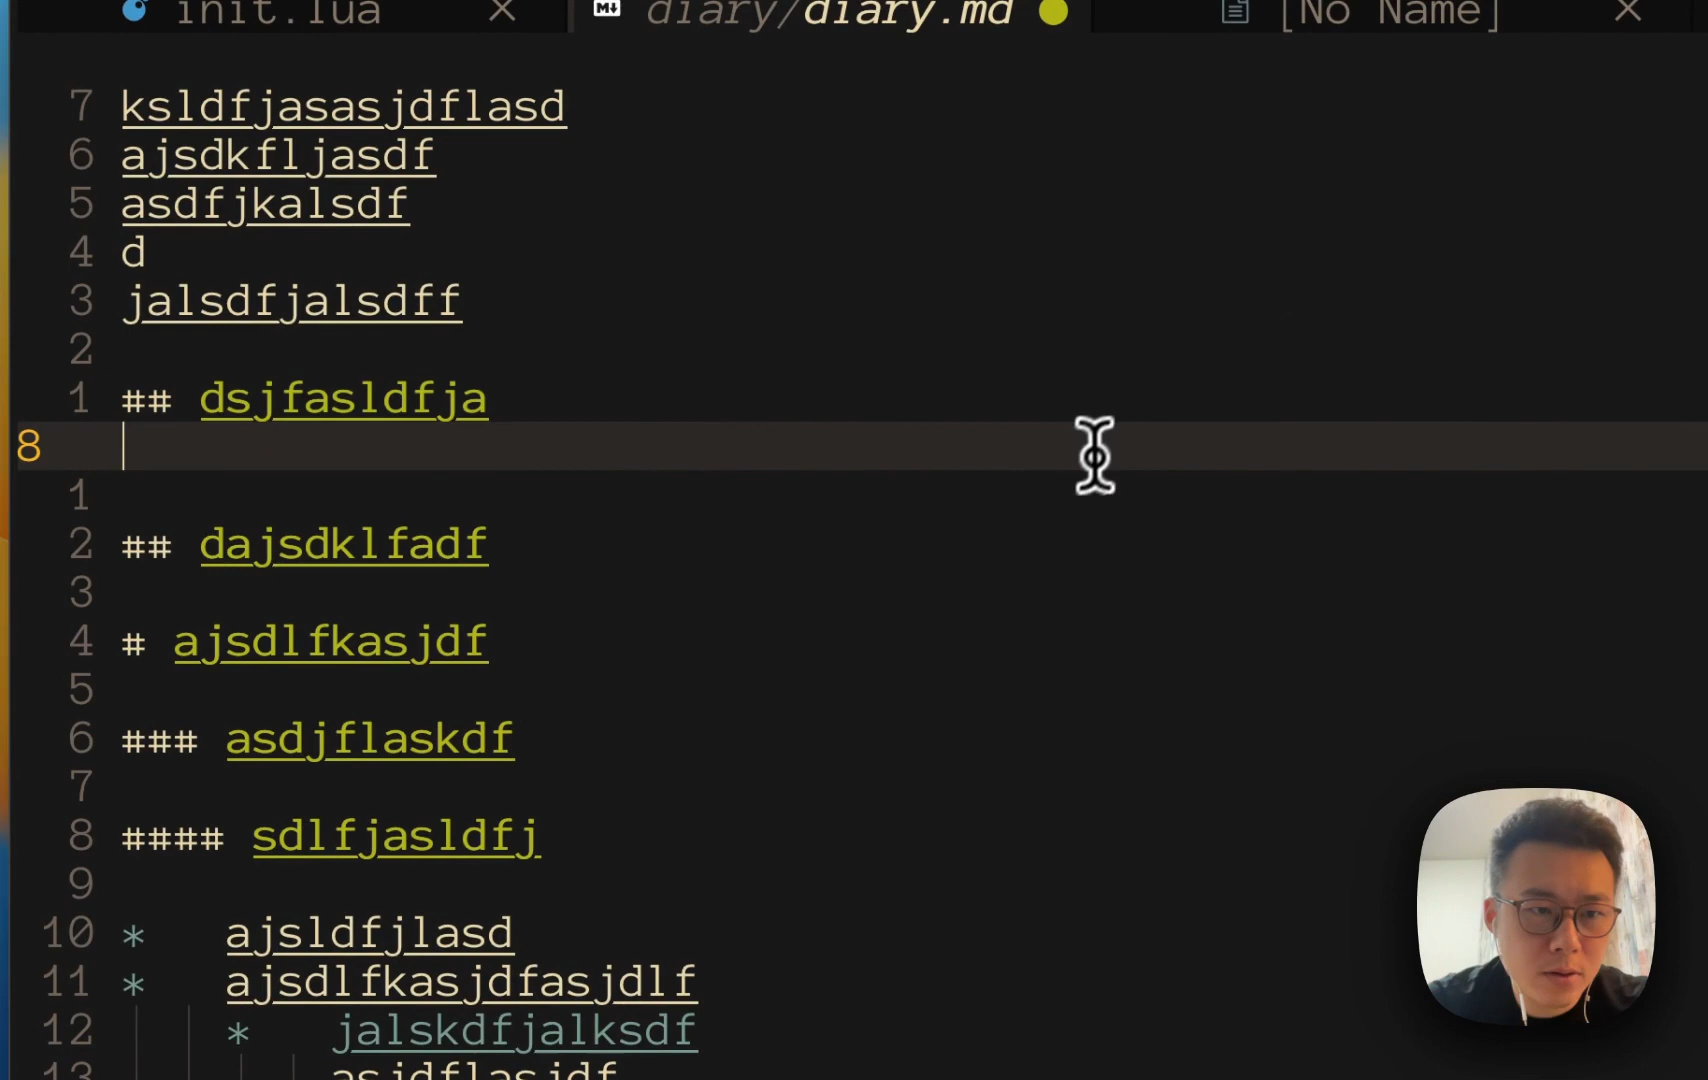 init.lua
diary/diary.md
[No Name]
7 ksldfjasasjdflasd
6 ajsdkfljasdf
5 asdfjkalsdf
4 d
3 jalsdfjalsdff
2
1 ## dsjfasldfja
8
1
2 ## dajsdklfadf
3
4 # ajsdlfkasjdf
5
6 ### asdjflaskdf
7
8 #### sdlfjasldfj
9
10 * ajsldfjlasd
11 * ajsdlfkasjdfasjdlf
12 * jalskdfjalksdf
13 asjdflasjdf